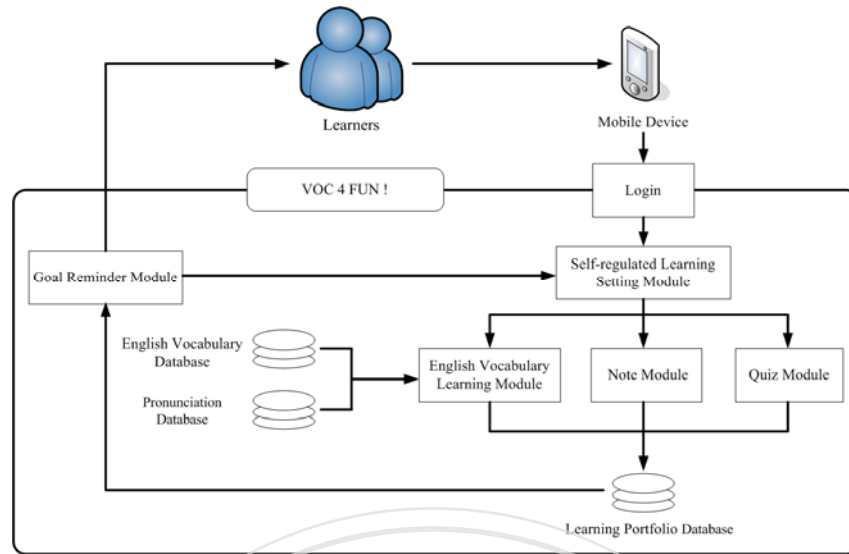 Learners
Mobile Device
VOC 4 FUN !
Login
Goal Reminder Module
Self-regulated Learning
Setting Module
English Vocabulary
Database
Pronunciation
Database
English Vocabulary
Learning Module
Note Module
Quiz Module
Learning Portfolio Database